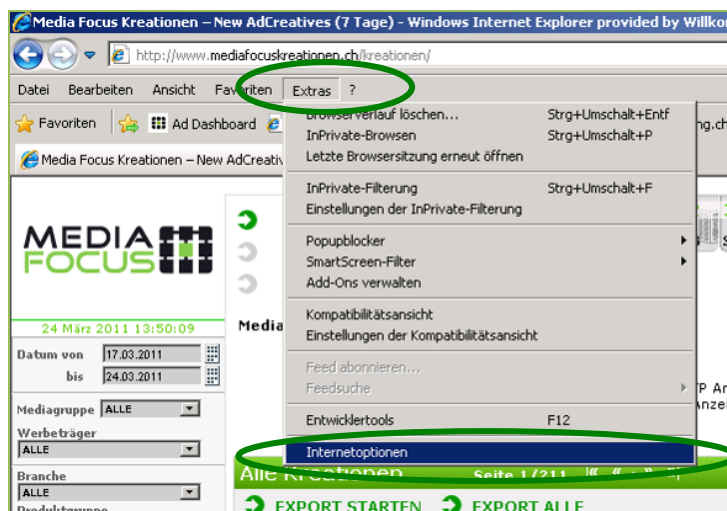 Media Focus Kreationen – New AdCreatives (7 Tage) - Windows Internet Explorer provided by
http://www.mediafocuskreationen.ch/kreationen/
Datei Bearbeiten Ansicht Favoriten Extras ?
Favoriten Ad Dashboard
Media Focus Kreationen – New
Browserverlauf löschen... Strg+Umschalt+Entf
InPrivate-Browsen Strg+Umschalt+P
Letzte Browsersitzung erneut öffnen
InPrivate-Filterung Strg+Umschalt+F
Einstellungen der InPrivate-Filterung
Popupblocker
SmartScreen-Filter
Add-Ons verwalten
Kompatibilitätsansicht
Einstellungen der Kompatibilitätsansicht
Feed abonnieren...
Feedsuche
Entwicklertools F12
Internetoptionen
MEDIA
FOCUS
24 März 2011 13:50:09
Media
Datum von 17.03.2011
bis 24.03.2011
Mediagruppe ALLE
Werbeträger
ALLE
Branche
ALLE
Produktgruppe
Alle Kreationen Seite 1/211
EXPORT STARTEN EXPORT ALLE